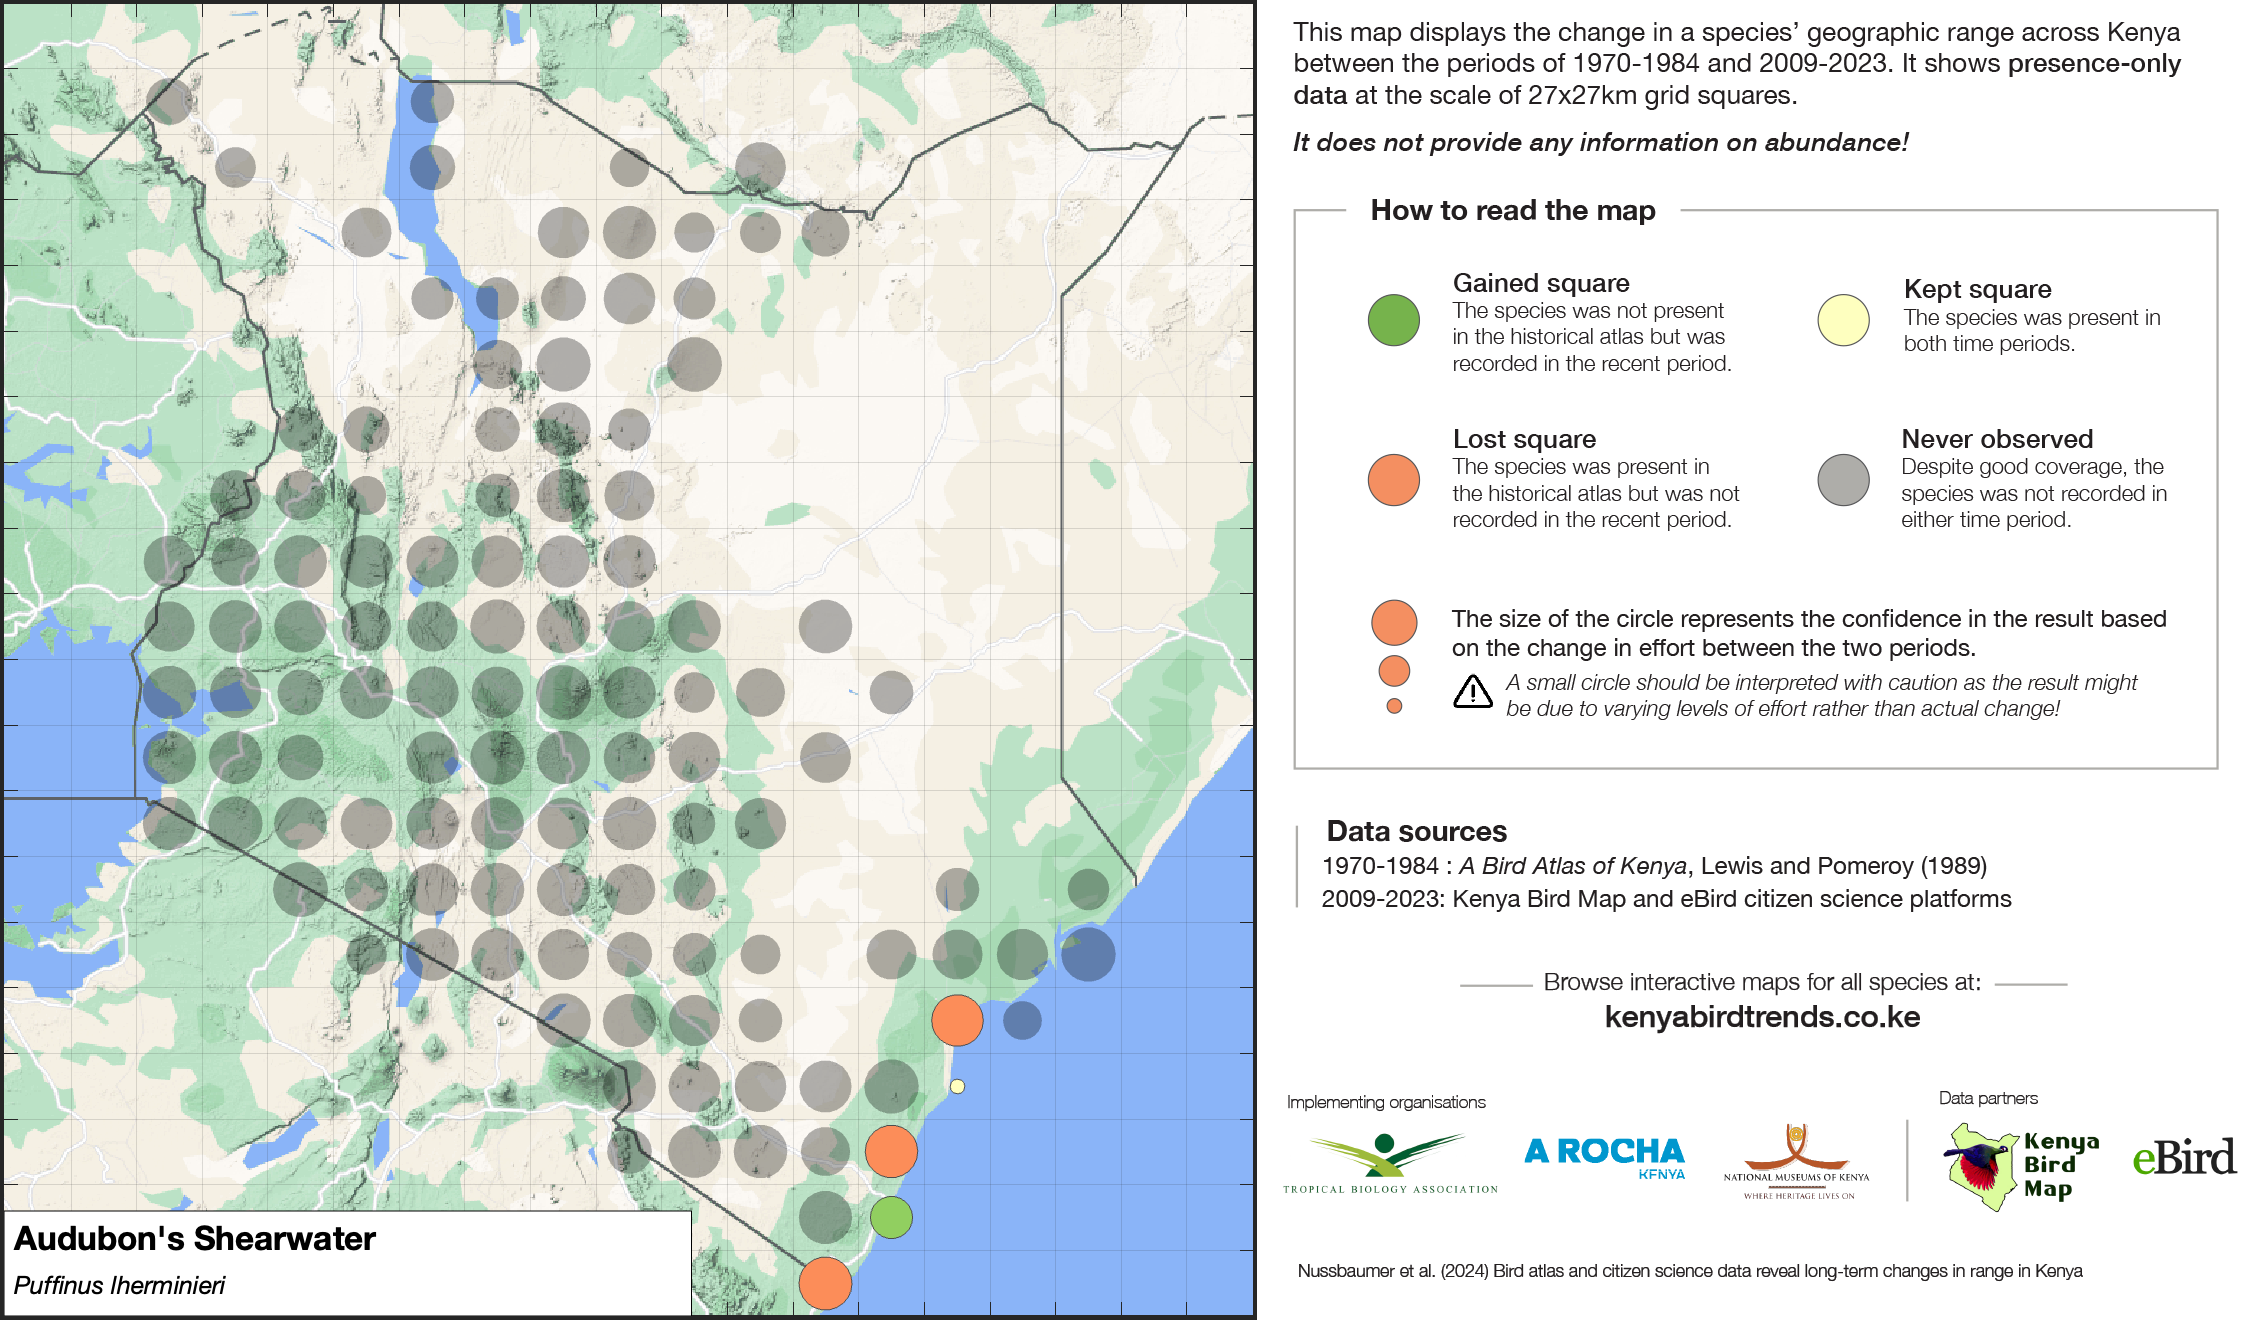 This map displays the change in a species’ geographic range across Kenya
between the periods of 1970-1984 and 2009-2023. It shows presence-only
data at the scale of 27x27km grid squares.
It does not provide any information on abundance!
How to read the map
Gained square
The species was not present
in the historical atlas but was
recorded in the recent period.
Kept square
The species was present in
both time periods.
Lost square
The species was present in
the historical atlas but was not
recorded in the recent period.
Never observed
Despite good coverage, the
species was not recorded in
either time period.
The size of the circle represents the confidence in the result based
on the change in effort between the two periods.
A small circle should be interpreted with caution as the result might
be due to varying levels of effort rather than actual change!
Data sources
1970-1984 : A Bird Atlas of Kenya, Lewis and Pomeroy (1989)
2009-2023: Kenya Bird Map and eBird citizen science platforms
Browse interactive maps for all species at:
kenyabirdtrends.co.ke
Implementing organisations
Data partners
TROPICAL BIOLOGY ASSOCIATION
A ROCHA
KENYA
NATIONAL MUSEUMS OF KENYA
WHERE HERITAGE LIVES ON
Kenya
Bird
Map
eBird
Audubon's Shearwater
Puffinus lherminieri
Nussbaumer et al. (2024) Bird atlas and citizen science data reveal long-term changes in range in Kenya